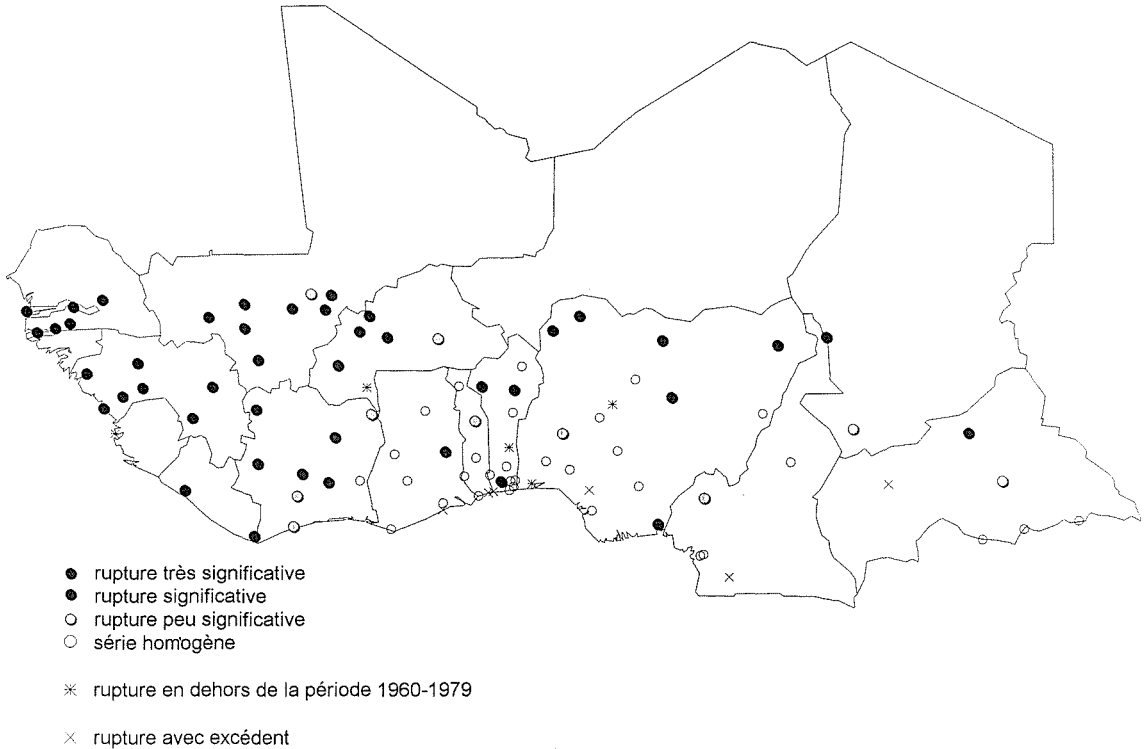 rupture très significative
rupture significative
rupture peu significative
série homogène
rupture en dehors de la période 1960-1979
rupture avec excédent